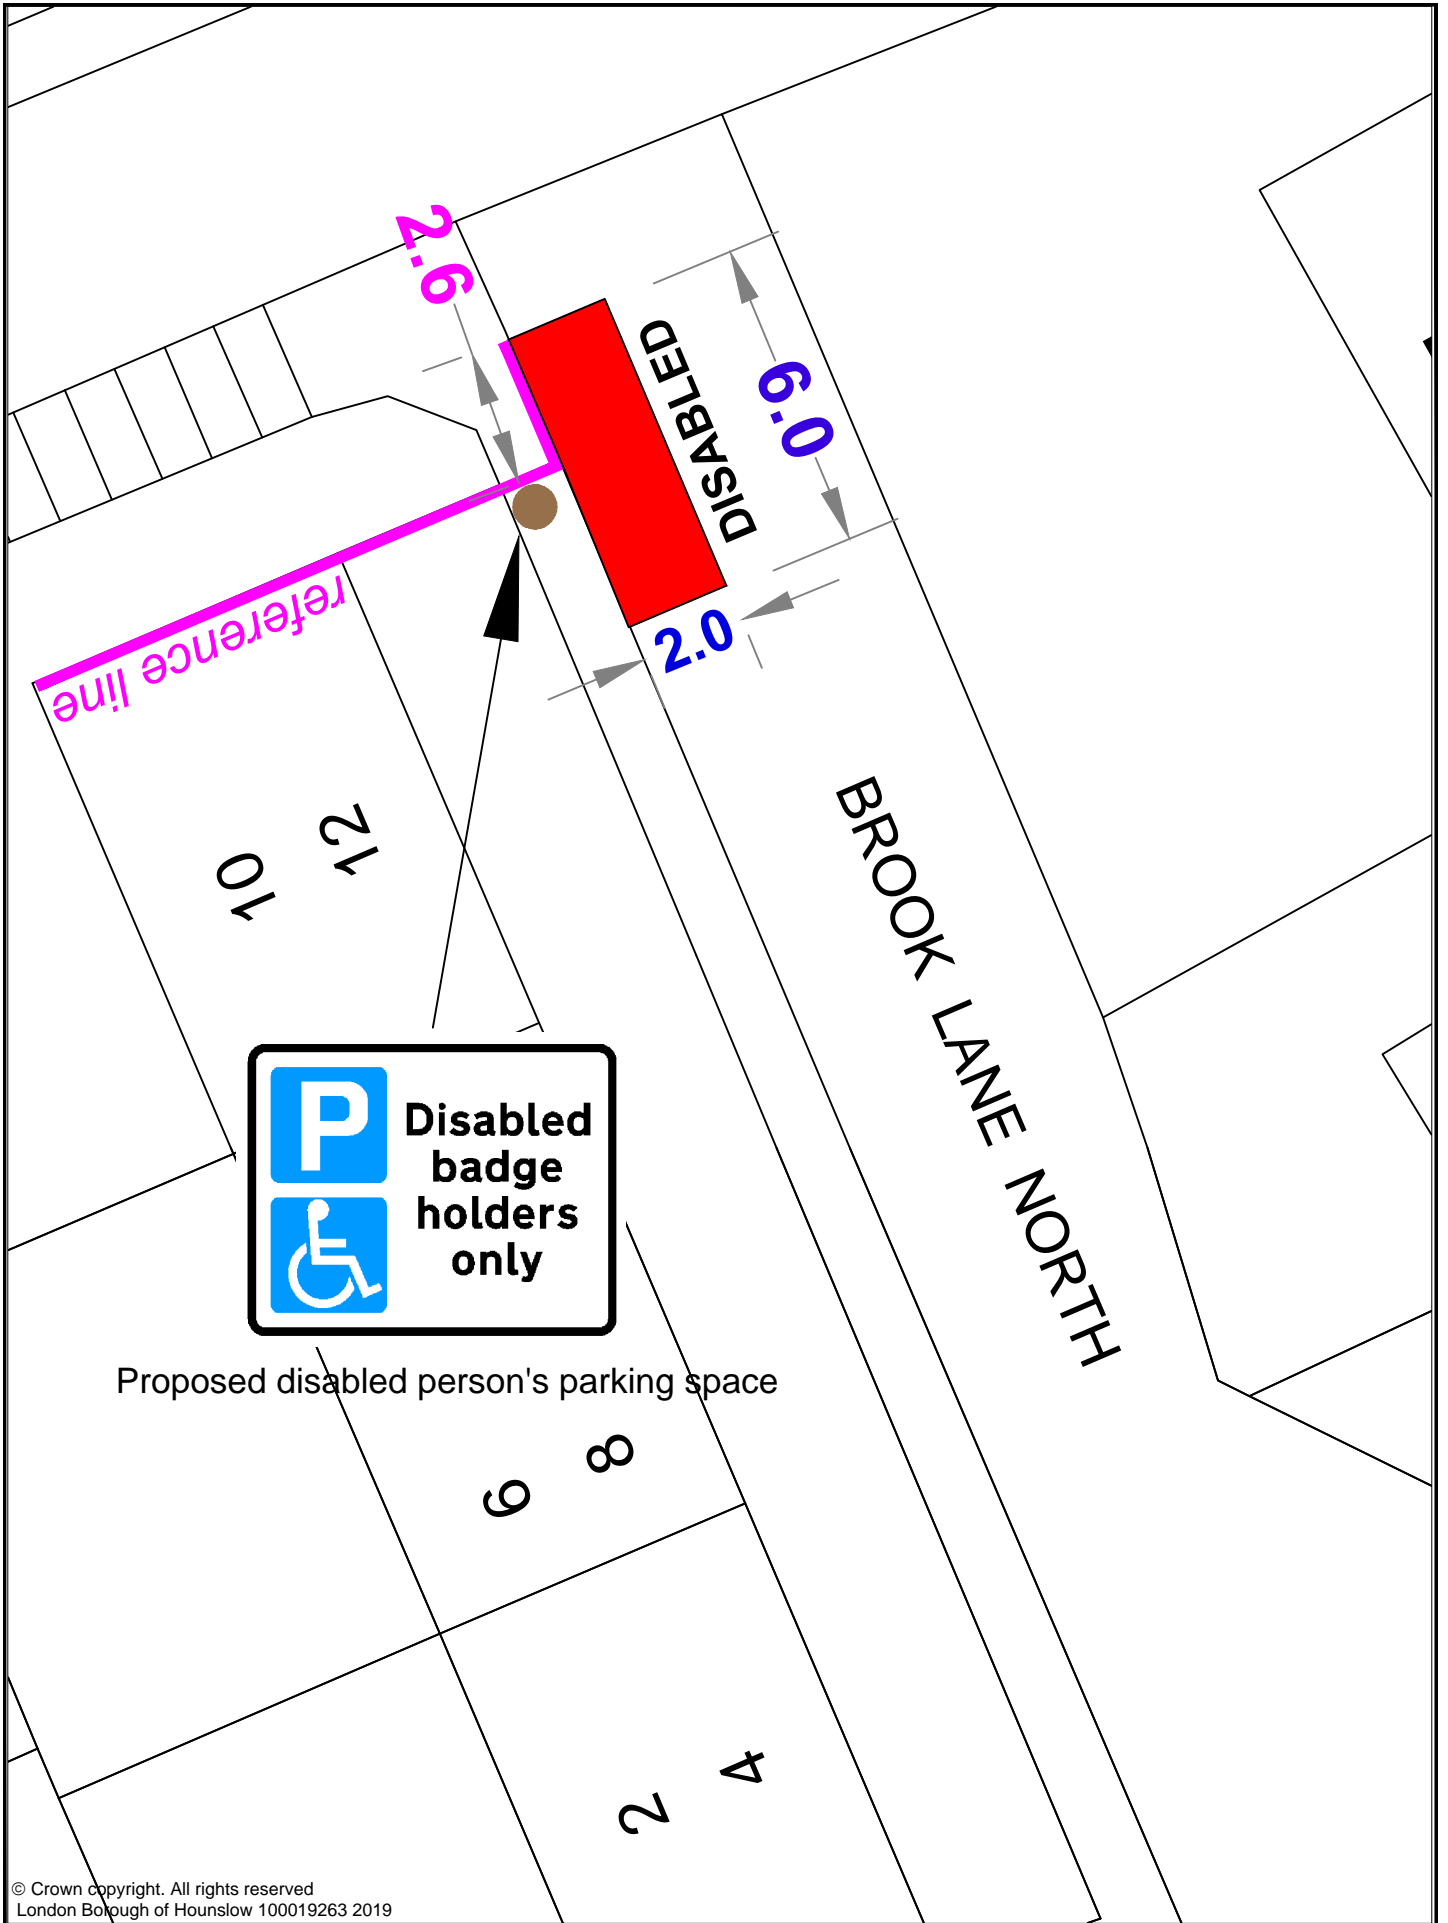 2.6
DISABLED
6.0
2.0
reference line
12
10
BROOK LANE NORTH
P
Disabled
badge
holders
only
Proposed disabled person's parking space
8
6
4
2
© Crown copyright. All rights reserved
London Borough of Hounslow 100019263 2019